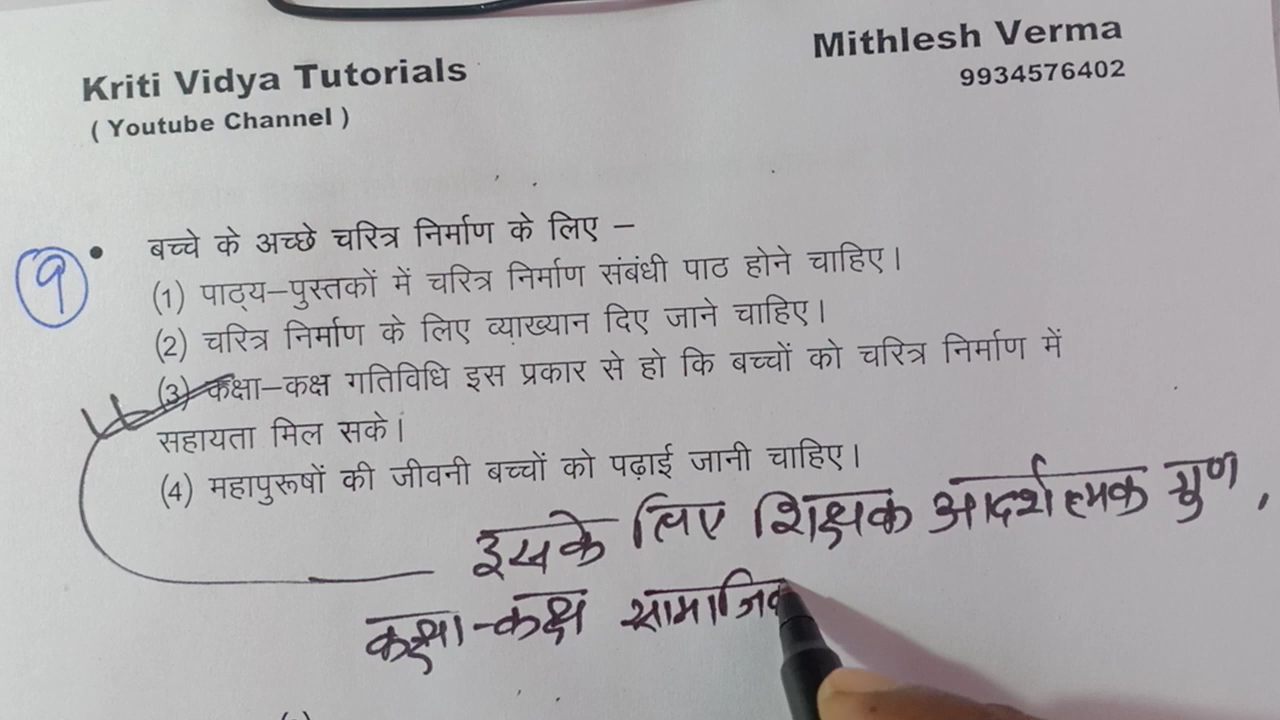 Kriti Vidya Tutorials
( Youtube Channel )
Mithlesh Verma
9934576402
9
• बच्चे के अच्छे चरित्र निर्माण के लिए –
(1) पाठ्य–पुस्तकों में चरित्र निर्माण संबंधी पाठ होने चाहिए।
(2) चरित्र निर्माण के लिए व्याख्यान दिए जाने चाहिए।
(3) कक्षा–कक्ष गतिविधि इस प्रकार से हो कि बच्चों को चरित्र निर्माण में
सहायता मिल सके।
(4) महापुरूषों की जीवनी बच्चों को पढ़ाई जानी चाहिए।
इसके लिए शिक्षक आदर्शत्मक गुण,
कक्षा-कक्ष सामाजिक